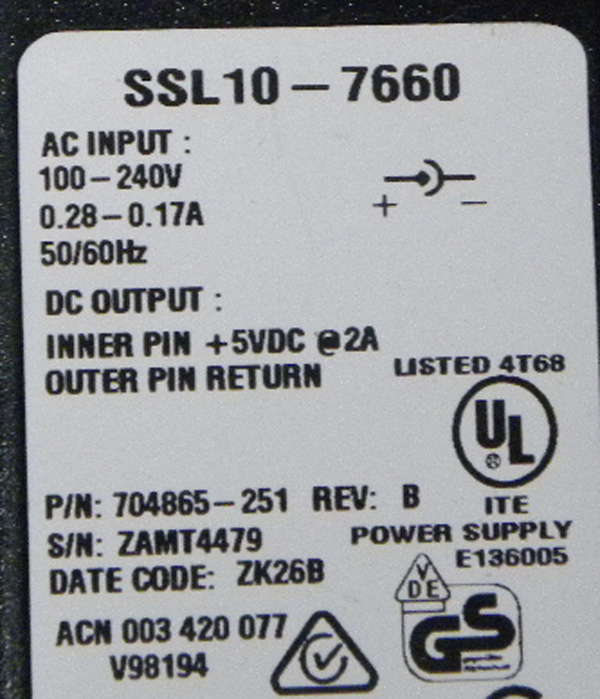 SSL10-7660
AC INPUT :
100-240V
0.28-0.17A
+ -
50/60Hz
DC OUTPUT :
INNER PIN +5VDC @2A
OUTER PIN RETURN
LISTED 4T68
UL
®
P/N: 704865-251 REV: B
ITE
S/N: ZAMT4479
POWER SUPPLY
E136005
DATE CODE: ZK26B
VDE
GS
ACN 003 420 077
V98194